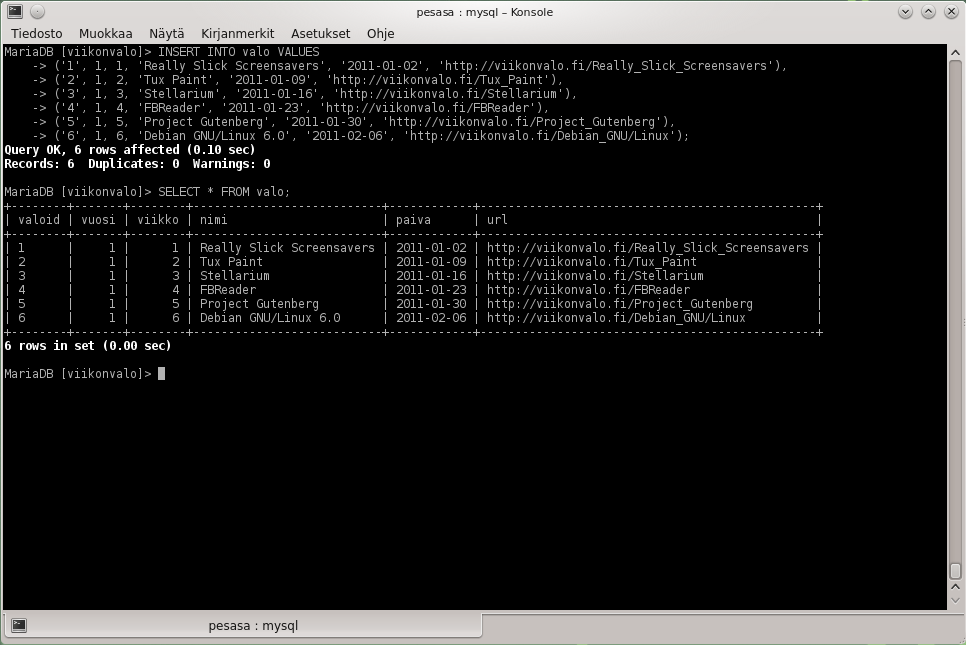 pesasa : mysql – Konsole
Tiedosto Muokkaa Näytä Kirjanmerkit Asetukset Ohje
MariaDB [viikonvalo]> INSERT INTO valo VALUES
    -> ('1', 1, 1, 'Really Slick Screensavers', '2011-01-02', 'http://viikonvalo.fi/Really_Slick_Screensavers'),
    -> ('2', 1, 2, 'Tux Paint', '2011-01-09', 'http://viikonvalo.fi/Tux_Paint'),
    -> ('3', 1, 3, 'Stellarium', '2011-01-16', 'http://viikonvalo.fi/Stellarium'),
    -> ('4', 1, 4, 'FBReader', '2011-01-23', 'http://viikonvalo.fi/FBReader'),
    -> ('5', 1, 5, 'Project Gutenberg', '2011-01-30', 'http://viikonvalo.fi/Project_Gutenberg'),
    -> ('6', 1, 6, 'Debian GNU/Linux 6.0', '2011-02-06', 'http://viikonvalo.fi/Debian_GNU/Linux');
Query OK, 6 rows affected (0.10 sec)
Records: 6  Duplicates: 0  Warnings: 0
MariaDB [viikonvalo]> SELECT * FROM valo;
+--------+-------+--------+---------------------------+------------+------------------------------------------------+
| valoid | vuosi | viikko | nimi                      | paiva      | url                                            |
+--------+-------+--------+---------------------------+------------+------------------------------------------------+
| 1      |     1 |      1 | Really Slick Screensavers | 2011-01-02 | http://viikonvalo.fi/Really_Slick_Screensavers |
| 2      |     1 |      2 | Tux Paint                 | 2011-01-09 | http://viikonvalo.fi/Tux_Paint                 |
| 3      |     1 |      3 | Stellarium                | 2011-01-16 | http://viikonvalo.fi/Stellarium                |
| 4      |     1 |      4 | FBReader                  | 2011-01-23 | http://viikonvalo.fi/FBReader                  |
| 5      |     1 |      5 | Project Gutenberg         | 2011-01-30 | http://viikonvalo.fi/Project_Gutenberg         |
| 6      |     1 |      6 | Debian GNU/Linux 6.0      | 2011-02-06 | http://viikonvalo.fi/Debian_GNU/Linux          |
+--------+-------+--------+---------------------------+------------+------------------------------------------------+
6 rows in set (0.00 sec)
MariaDB [viikonvalo]>
pesasa : mysql